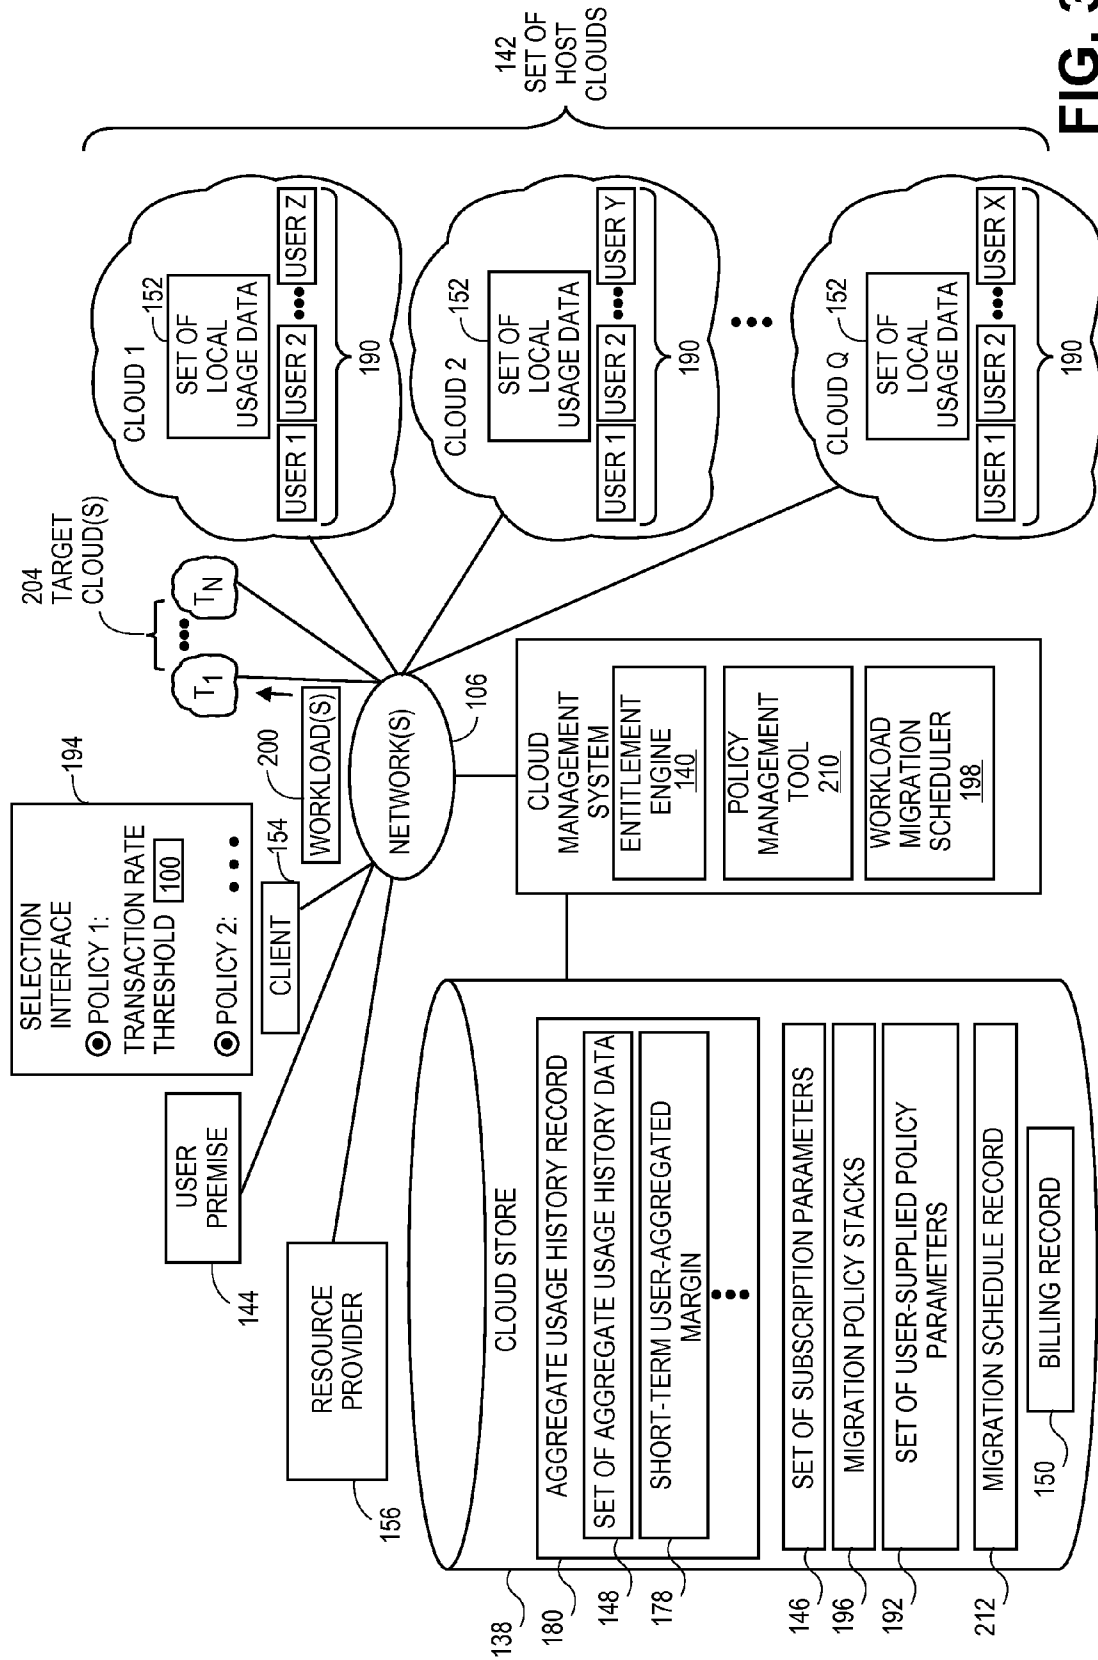 SELECTION
INTERFACE
POLICY 1:
TRANSACTION RATE
THRESHOLD 100
POLICY 2:
194
USER
PREMISE
144
RESOURCE
PROVIDER
156
CLIENT
154
WORKLOAD(S)
200
204
TARGET
CLOUD(S)
T1
TN
NETWORK(S)
106
CLOUD 1
152
SET OF
LOCAL
USAGE DATA
USER 1 USER 2 USER Z
190
CLOUD 2
152
SET OF
LOCAL
USAGE DATA
USER 1 USER 2 USER Y
190
CLOUD Q
152
SET OF
LOCAL
USAGE DATA
USER 1 USER 2 USER X
190
142
SET OF
HOST
CLOUDS
CLOUD
MANAGEMENT
SYSTEM
ENTITLEMENT
ENGINE
140
POLICY
MANAGEMENT
TOOL
210
WORKLOAD
MIGRATION
SCHEDULER
198
CLOUD STORE
138
AGGREGATE USAGE HISTORY RECORD
180
SET OF AGGREGATE USAGE HISTORY DATA
148
SHORT-TERM USER-AGGREGATED
MARGIN
178
SET OF SUBSCRIPTION PARAMETERS
146
MIGRATION POLICY STACKS
196
SET OF USER-SUPPLIED POLICY
PARAMETERS
192
MIGRATION SCHEDULE RECORD
212
BILLING RECORD
150
FIG. 3